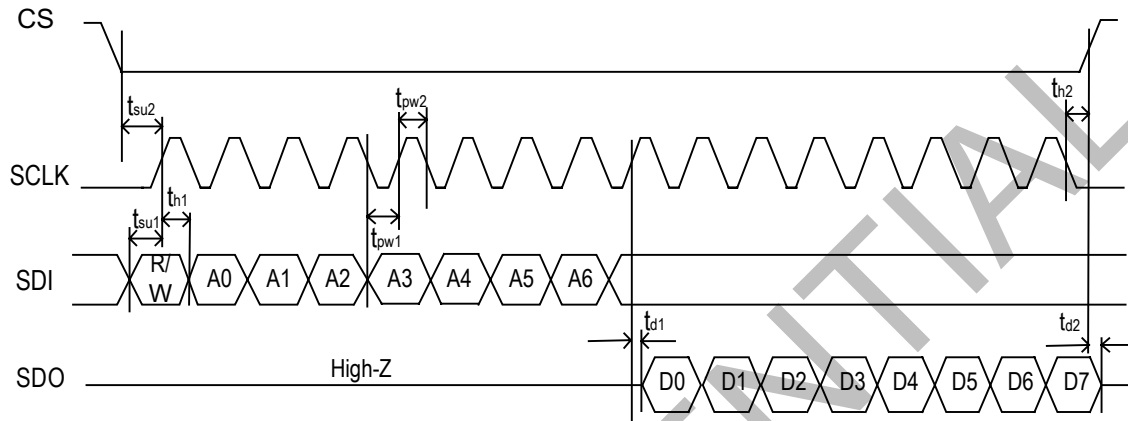 CS
tsu2
tpw2
th2
SCLK
tsu1
th1
tpw1
SDI
R/
W
A0
A1
A2
A3
A4
A5
A6
td1
td2
SDO
High-Z
D0
D1
D2
D3
D4
D5
D6
D7
ENTIAL